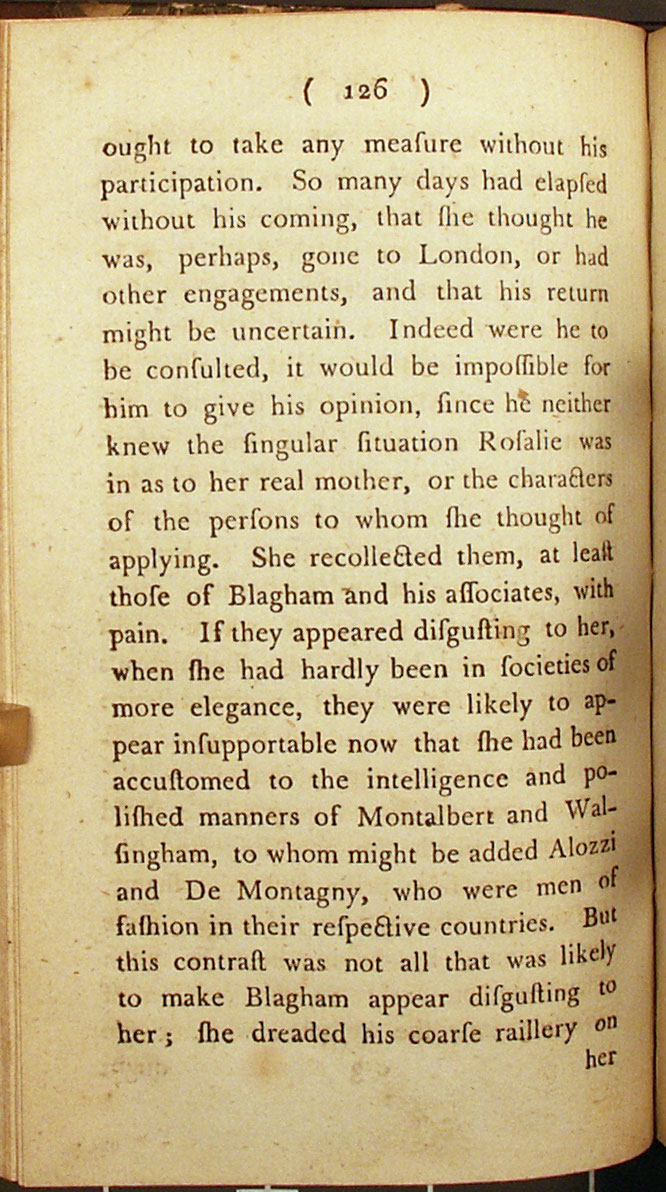 ( 126 )
ought to take any meaſure without his
participation. So many days had elapſed
without his coming, that ſhe thought he
was, perhaps, gone to London, or had
other engagements, and that his return
might be uncertain. Indeed were he to
be conſulted, it would be impoſſible for
him to give his opinion, ſince he neither
knew the ſingular ſituation Roſalie was
in as to her real mother, or the characters
of the perſons to whom ſhe thought of
applying. She recollected them, at leaſt
thoſe of Blagham and his aſſociates, with
pain. If they appeared diſguſting to her,
when ſhe had hardly been in ſocieties of
more elegance, they were likely to ap-
pear inſupportable now that ſhe had been
accuſtomed to the intelligence and po-
liſhed manners of Montalbert and Wal-
ſingham, to whom might be added Alozzi
and De Montagny, who were men of
faſhion in their reſpective countries. But
this contraſt was not all that was likely
to make Blagham appear diſguſting to
her; ſhe dreaded his coarſe raillery on
her